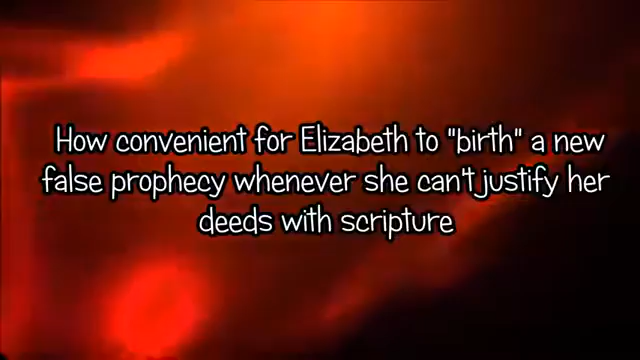 How convenient for Elizabeth to "birth" a new
false prophecy whenever she can't justify her
deeds with scripture